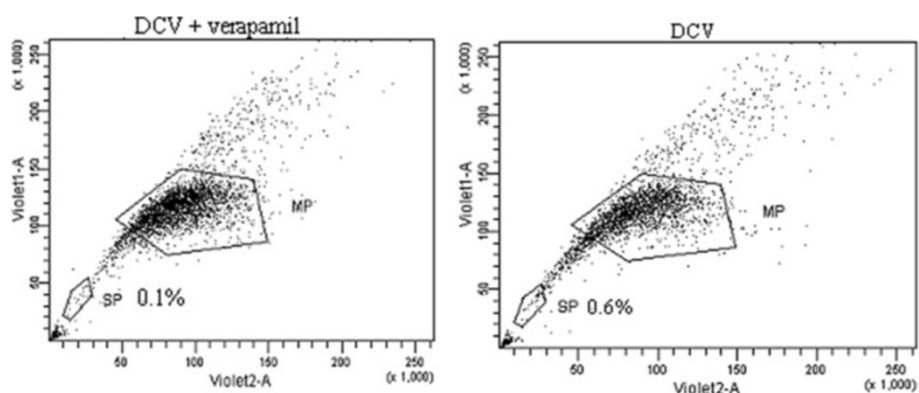 DCV + verapamil
(x 1,000)
250
200
150
100
50
Violet1-A
MP
SP 0.1%
50 100 150 200 250
Violet2-A
(x 1,000)
DCV
(x 1,000)
250
200
150
100
50
Violet1-A
MP
SP 0.6%
50 100 150 200 250
Violet2-A
(x 1,000)